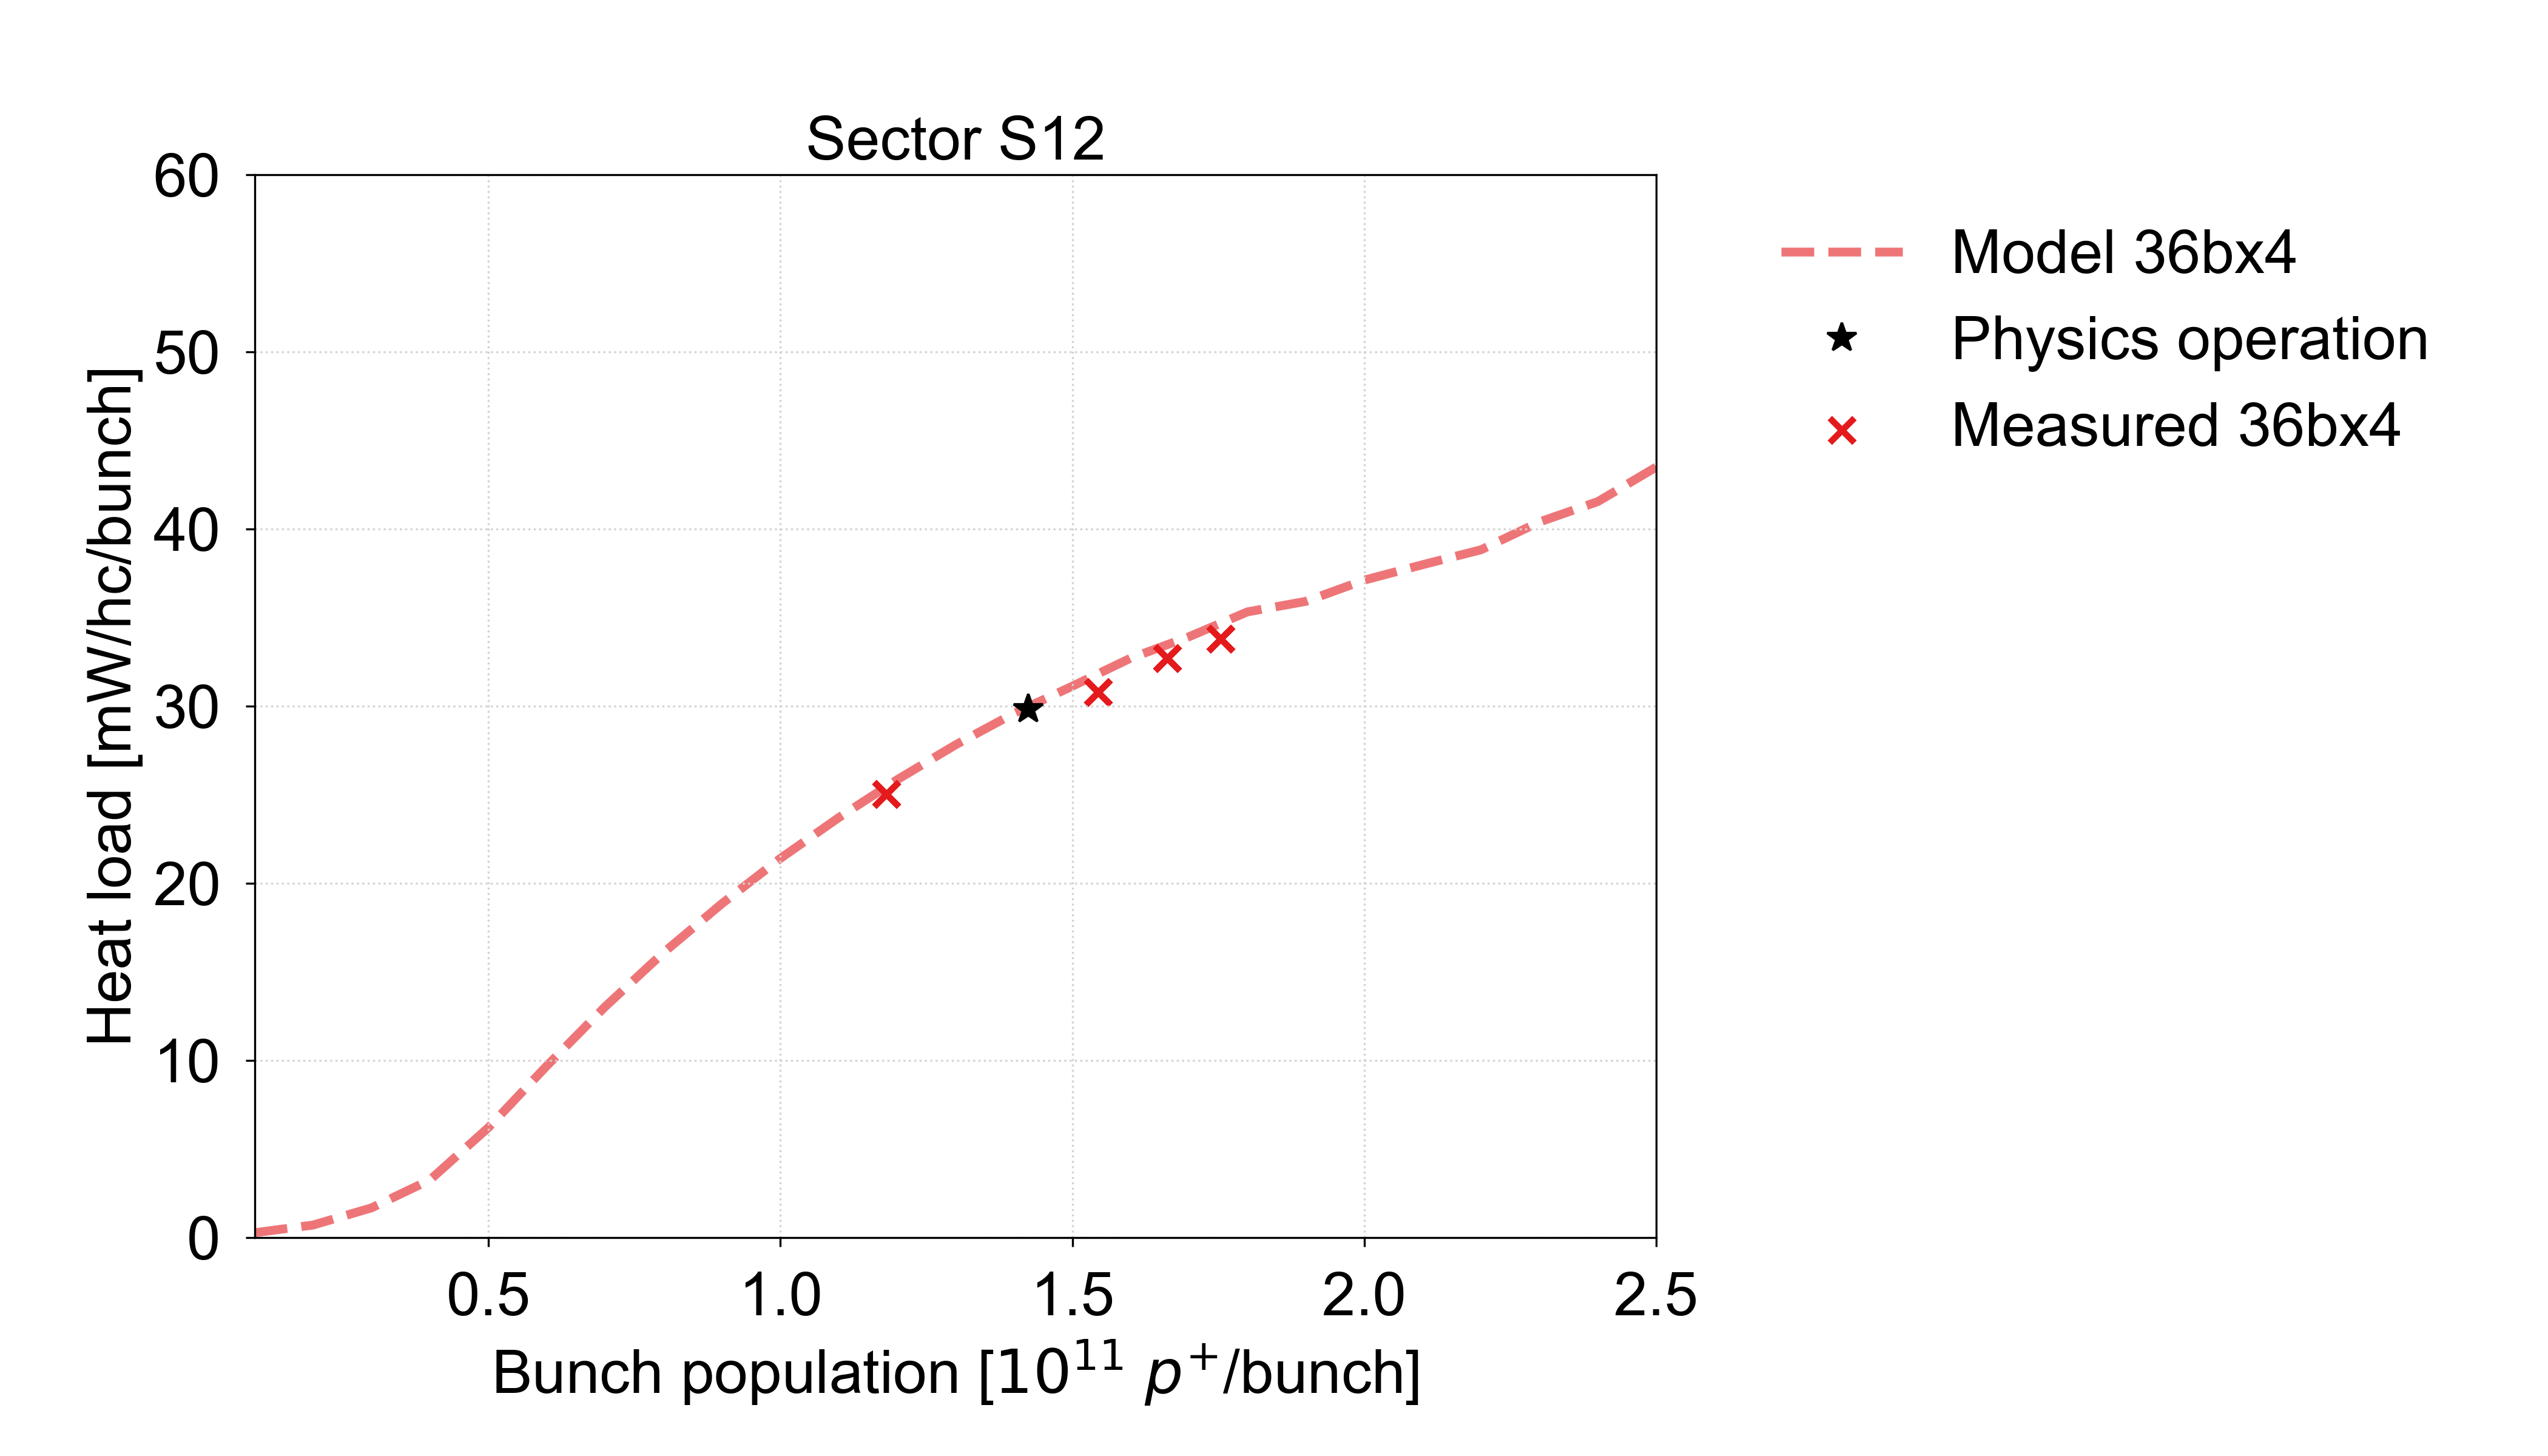 Sector S12
60
50
40
30
20
10
0
Heat load [mW/hc/bunch]
0.5 1.0 1.5 2.0 2.5
Bunch population [10¹¹ p⁺/bunch]
Model 36bx4
Physics operation
Measured 36bx4